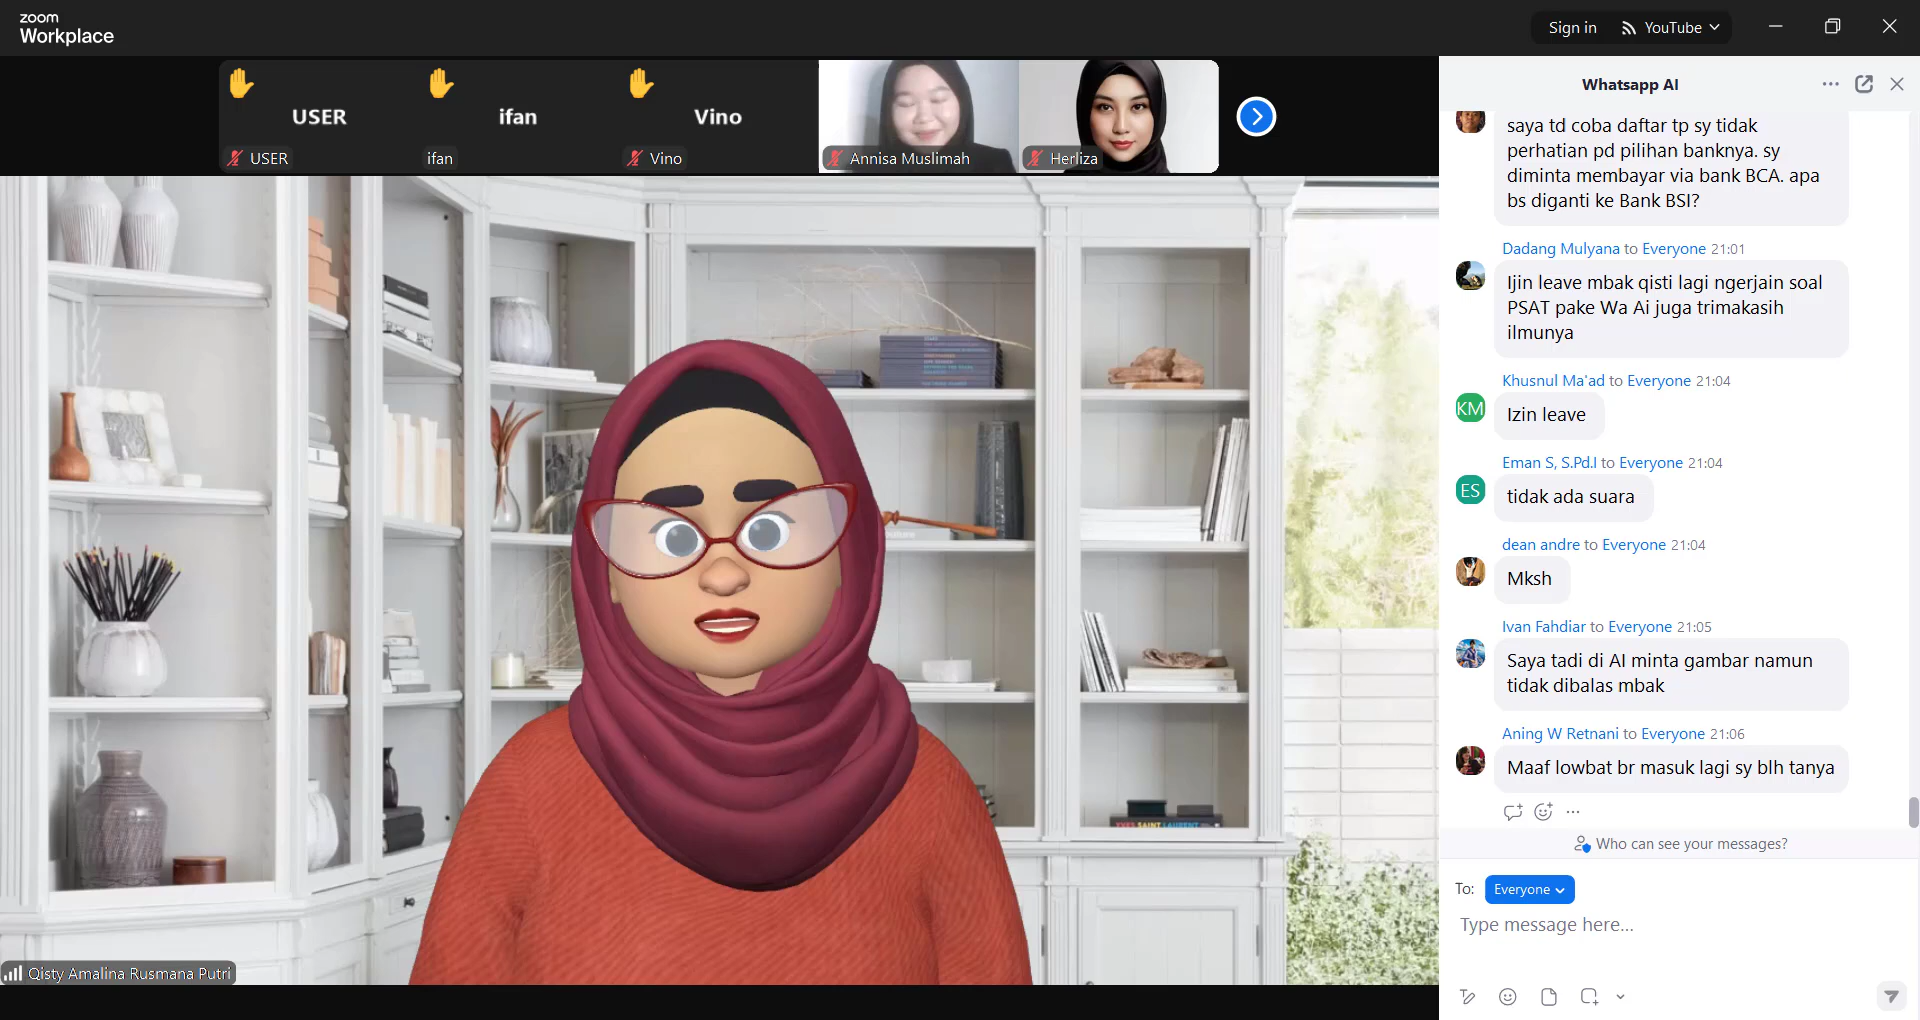 zoom
Workplace
Sign in
YouTube
USER
ifan
Vino
USER
ifan
Vino
Annisa Muslimah
Herliza
Whatsapp AI
saya td coba daftar tp sy tidak
perhatian pd pilihan banknya. sy
diminta membayar via bank BCA. apa
bs diganti ke Bank BSI?
Dadang Mulyana to Everyone 21:01
Ijin leave mbak qisti lagi ngerjain soal
PSAT pake Wa Ai juga trimakasih
ilmunya
Khusnul Ma'ad to Everyone 21:04
KM
Izin leave
Eman S, S.Pd.I to Everyone 21:04
ES
tidak ada suara
dean andre to Everyone 21:04
Mksh
Ivan Fahdiar to Everyone 21:05
Saya tadi di AI minta gambar namun
tidak dibalas mbak
Aning W Retnani to Everyone 21:06
Maaf lowbat br masuk lagi sy blh tanya
Who can see your messages?
To: Everyone
Type message here...
YVES SAINT LAURENT
Qisty Amalina Rusmana Putri